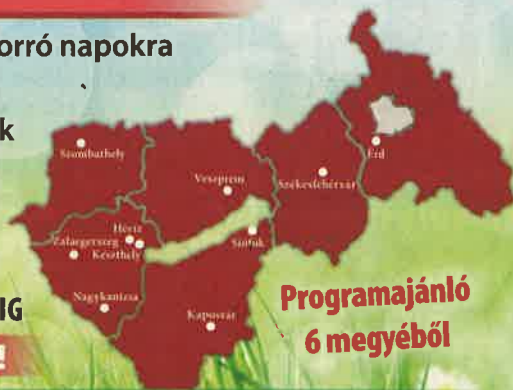 orró napokra
k
Szombathely
Veszprém
Székesfehérvár
Érd
Hévíz
Zalaegerszeg
Keszthely
Siófok
Nagykanizsa
Kaposvár
IG
!
Programajánló
6 megyéből